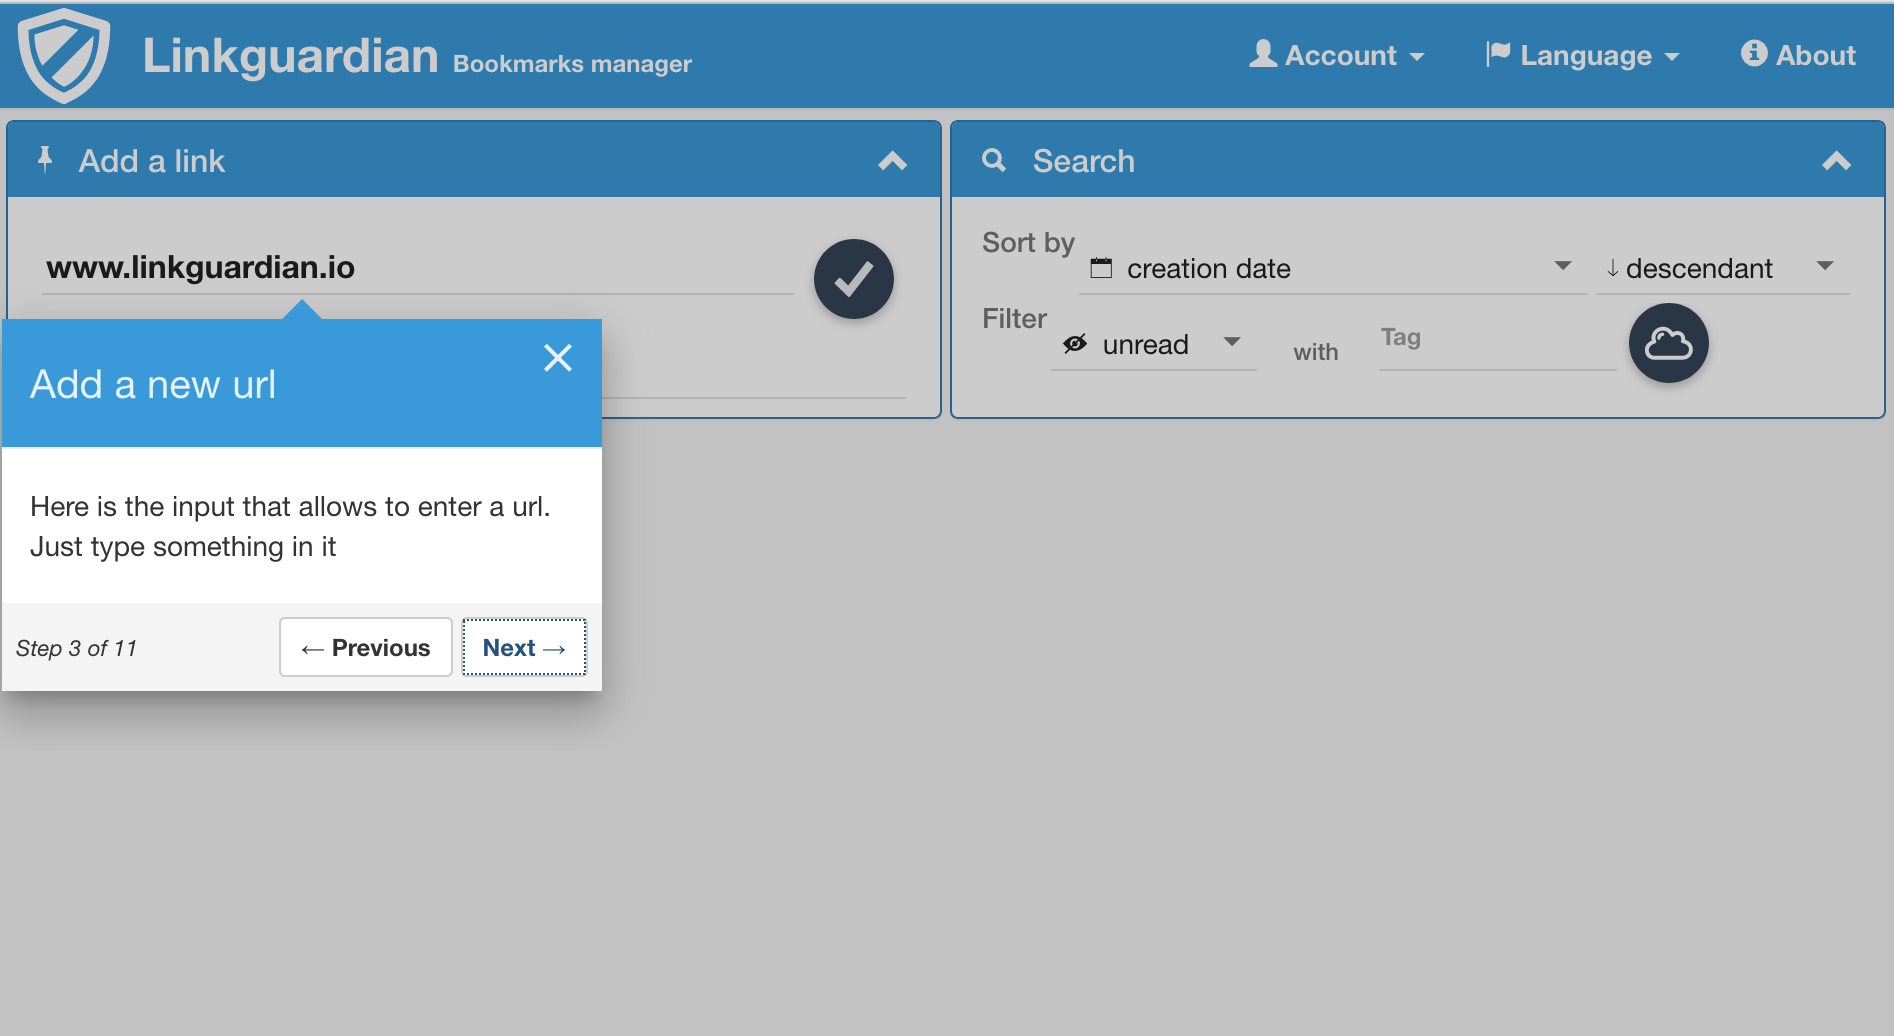 Linkguardian Bookmarks manager
Account
Language
About
Add a link
www.linkguardian.io
Search
Sort by
creation date
↓ descendant
Filter
unread
with
Tag
Add a new url
Here is the input that allows to enter a url.
Just type something in it
Step 3 of 11
← Previous
Next →